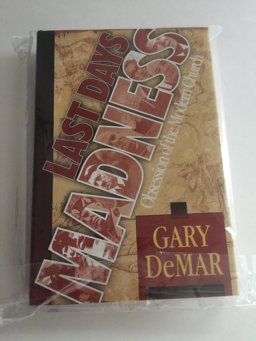 LAST DAYS
MADNESS
Obsession of the Modern Church
GARY
DeMAR